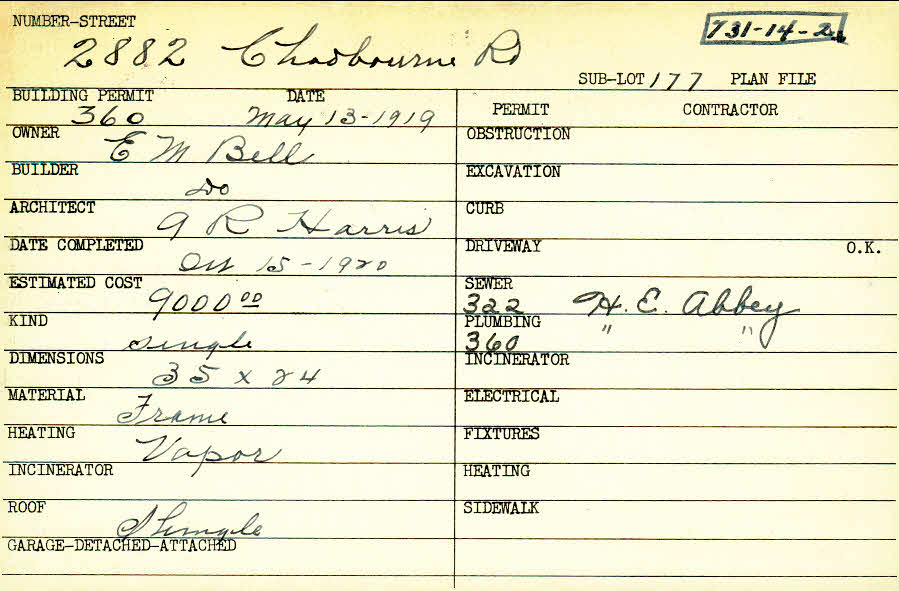 NUMBER-STREET
731-14-2
2882 Chadbourne Rd
SUB-LOT 177 PLAN FILE
BUILDING PERMIT DATE
360 May 13-1919
OWNER
E M Bell
BUILDER
Do
ARCHITECT
A R Harris
DATE COMPLETED
15-1920
ESTIMATED COST
9000 00
KIND
single
DIMENSIONS
35 x 24
MATERIAL
Frame
HEATING
Vapor
INCINERATOR
ROOF
Shingle
GARAGE-DETACHED-ATTACHED
PERMIT CONTRACTOR
OBSTRUCTION
EXCAVATION
CURB
DRIVEWAY O.K.
SEWER
322 H. E. Abbey
PLUMBING
360 " "
INCINERATOR
ELECTRICAL
FIXTURES
HEATING
SIDEWALK